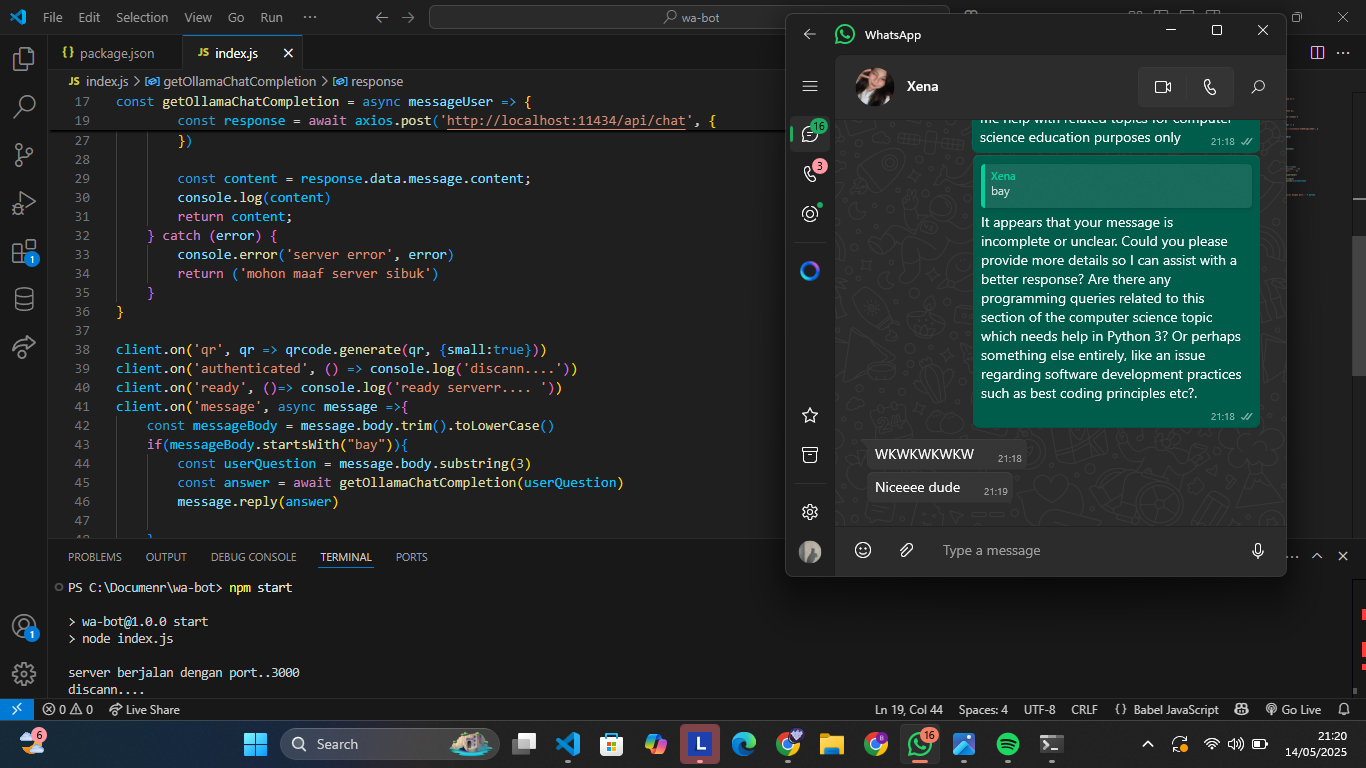 File Edit Selection View Go Run ··· wa-bot
package.json
JS index.js
JS index.js > getOllamaChatCompletion > response
17 const getOllamaChatCompletion = async messageUser => {
19 const response = await axios.post('http://localhost:11434/api/chat', {
27 })
28
29 const content = response.data.message.content;
30 console.log(content)
31 return content;
32 } catch (error) {
33 console.error('server error', error)
34 return ('mohon maaf server sibuk')
35 }
36 }
37
38 client.on('qr', qr => qrcode.generate(qr, {small:true}))
39 client.on('authenticated', () => console.log('discann....'))
40 client.on('ready', ()=> console.log('ready serverr.... '))
41 client.on('message', async message =>{
42 const messageBody = message.body.trim().toLowerCase()
43 if(messageBody.startsWith("bay")){
44 const userQuestion = message.body.substring(3)
45 const answer = await getOllamaChatCompletion(userQuestion)
46 message.reply(answer)
47
PROBLEMS OUTPUT DEBUG CONSOLE TERMINAL PORTS
PS C:\Documenr\wa-bot> npm start
> wa-bot@1.0.0 start
> node index.js
server berjalan dengan port..3000
discann....
1
1
WhatsApp
16
3
Xena
me help with related topics for computer
science education purposes only 21:18
Xena
bay
It appears that your message is
incomplete or unclear. Could you please
provide more details so I can assist with a
better response? Are there any
programming queries related to this
section of the computer science topic
which needs help in Python 3? Or perhaps
something else entirely, like an issue
regarding software development practices
such as best coding principles etc?.
21:18
WKWKWKWKW 21:18
Niceeee dude 21:19
Type a message
0 0 Live Share Ln 19, Col 44 Spaces: 4 UTF-8 CRLF {} Babel JavaScript Go Live
6 Search L 8 16 21:20
14/05/2025